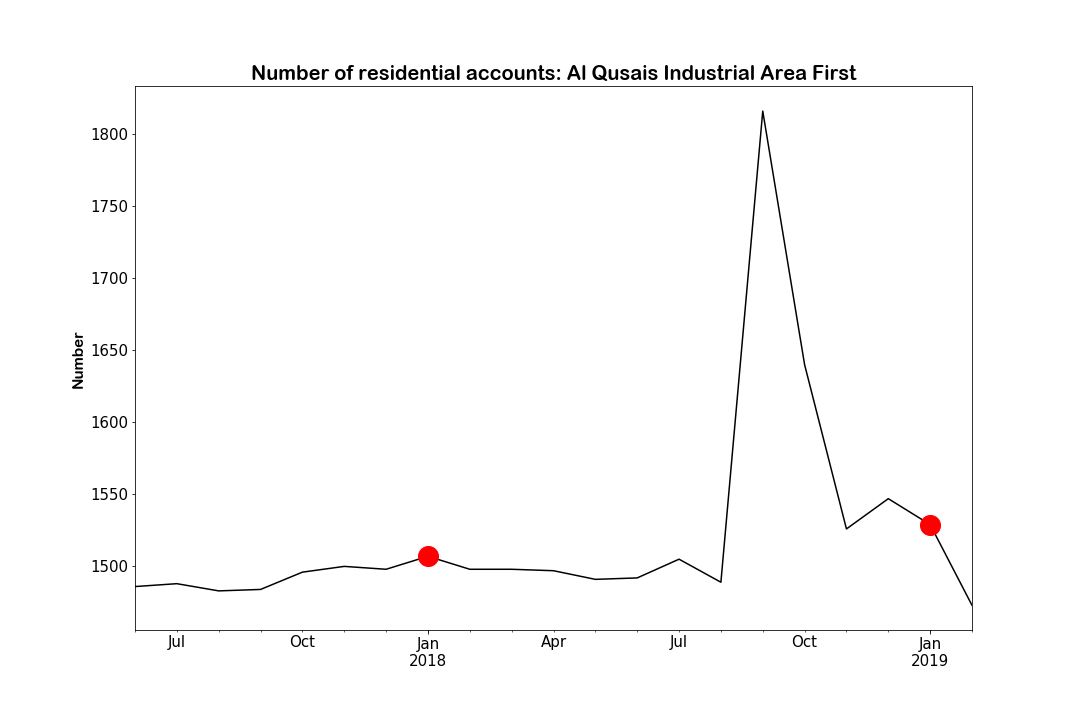 Number of residential accounts: Al Qusais Industrial Area First
1800
1750
1700
1650
1600
1550
1500
Number
Jul Oct Jan Apr Jul Oct Jan
2018 2019